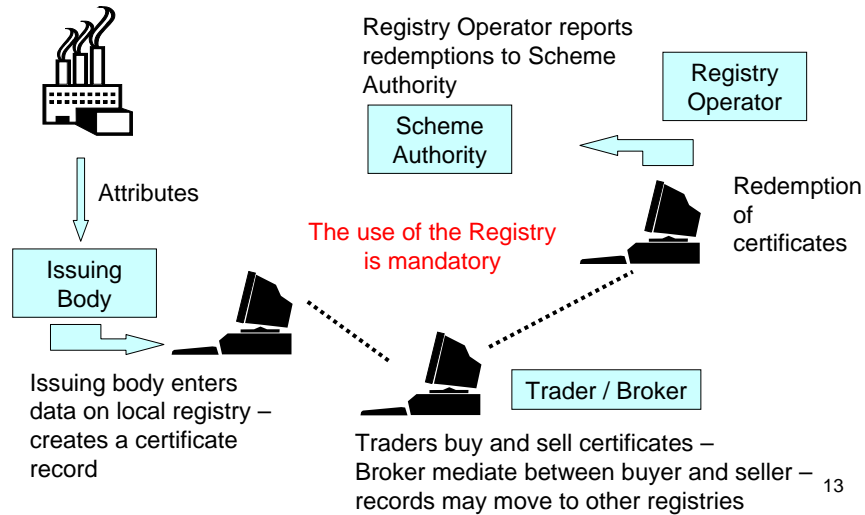 Registry Operator reports
redemptions to Scheme
Authority
Registry
Operator
Scheme
Authority
Attributes
Redemption
of
certificates
The use of the Registry
is mandatory
Issuing
Body
Issuing body enters
data on local registry –
creates a certificate
record
Trader / Broker
Traders buy and sell certificates –
Broker mediate between buyer and seller –
records may move to other registries
13